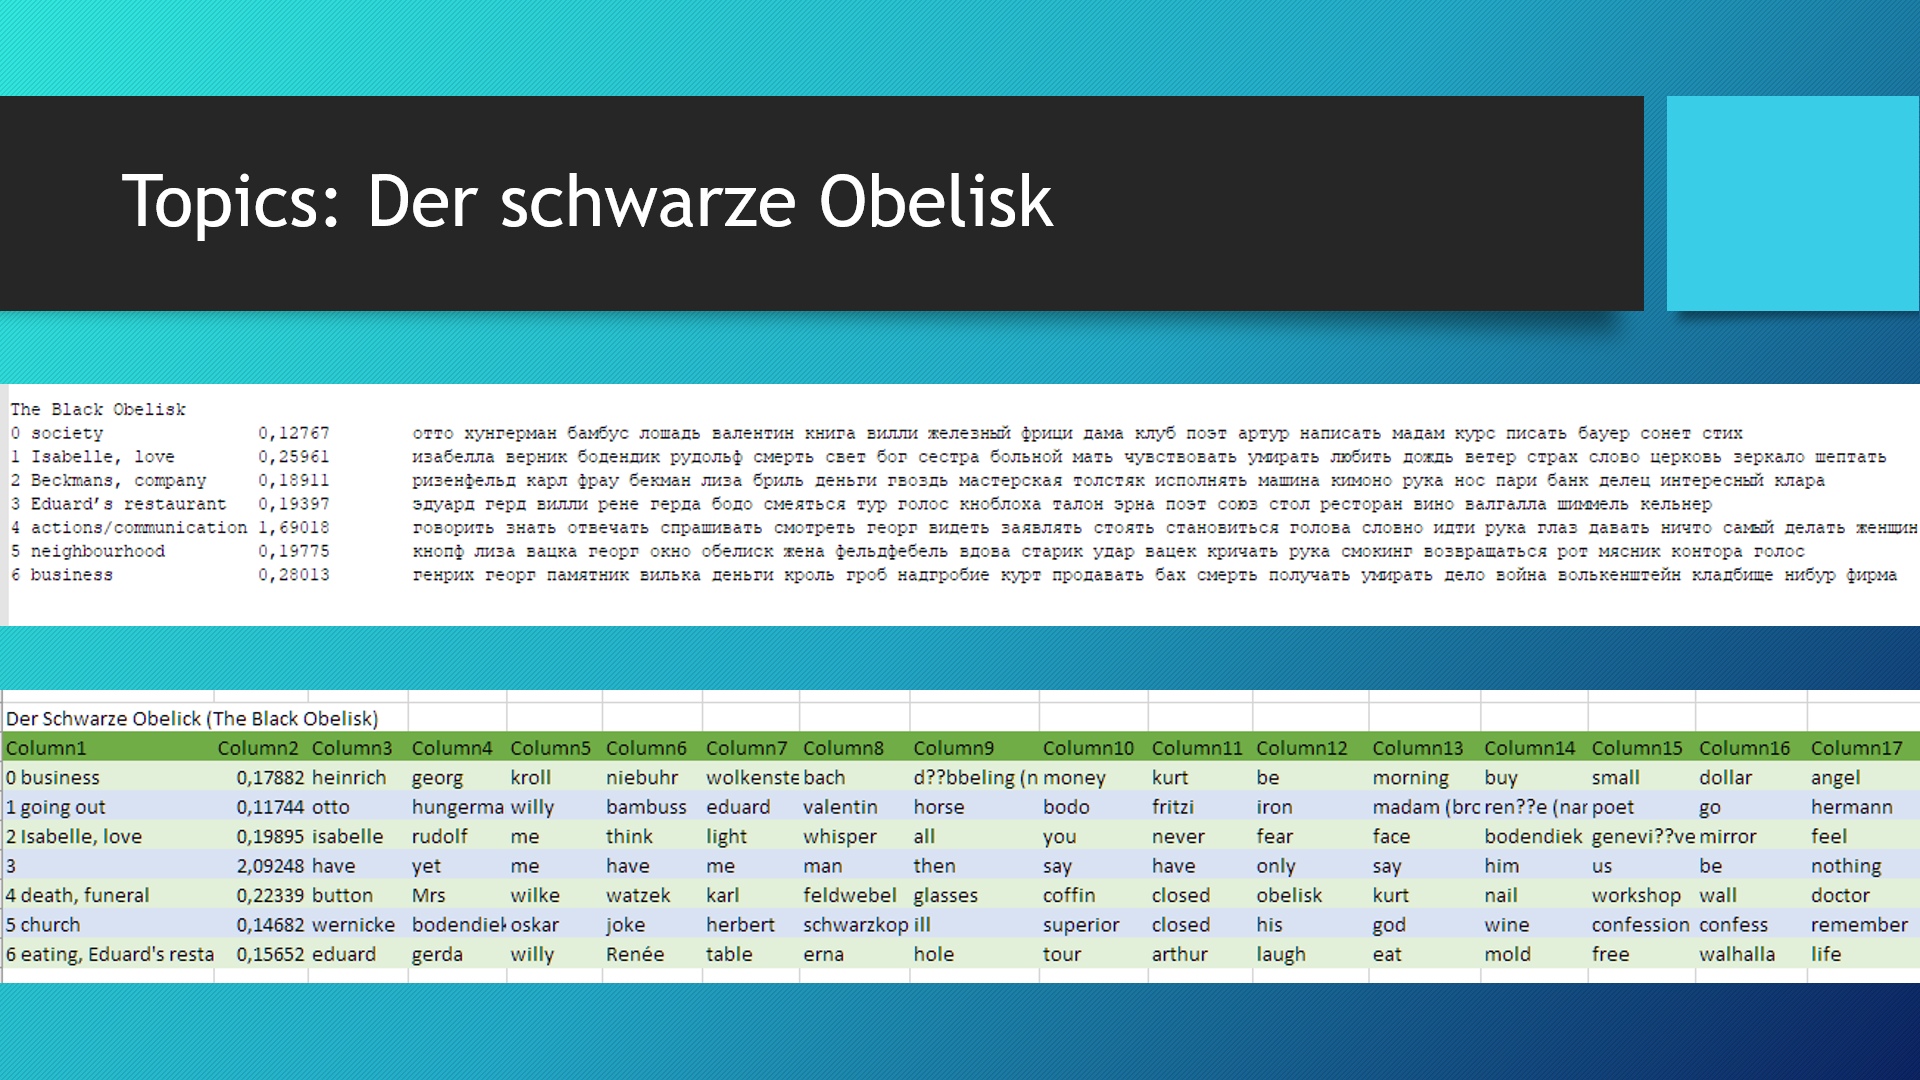 Topics: Der schwarze Obelisk
The Black Obelisk
0 society 0,12767 отто хунгерман бамбус лошадь валентин книга вилли железный фрици дама клуб поэт артур написать мадам курс писать бауер сонет стих
1 Isabelle, love 0,25961 изабелла верник бодендик рудольф смерть свет бог сестра больной мать чувствовать умирать любить дождь ветер страх слово церковь зеркало шептать
2 Beckmans, company 0,18911 ризенфельд карл фрау бекман лиза бриль деньги гвоздь мастерская толстяк исполнять машина кимоно рука нос пари банк делец интересный клара
3 Eduard’s restaurant 0,19397 эдуард герд вилли рене герда бодо смеяться тур голос кноблоха талон эрна поэт союз стол ресторан вино валгалла шиммель кельнер
4 actions/communication 1,69018 говорить знать отвечать спрашивать смотреть георг видеть заявлять стоять становиться голова словно идти рука глаз давать ничто самый делать женщин
5 neighbourhood 0,19775 кнопф лиза вацка георг окно обелиск жена фельдфебель вдова старик удар вацек кричать рука смокинг возвращаться рот мясник контора голос
6 business 0,28013 генрих георг памятник вилька деньги кроль гроб надгробие курт продавать бах смерть получать умирать дело война волькенштейн кладбище нибур фирма
Der Schwarze Obelick (The Black Obelisk)
Column1 Column2 Column3 Column4 Column5 Column6 Column7 Column8 Column9 Column10 Column11 Column12 Column13 Column14 Column15 Column16 Column17
0 business 0,17882 heinrich georg kroll niebuhr wolkenste bach d??bbeling (n money kurt be morning buy small dollar angel
1 going out 0,11744 otto hungerma willy bambuss eduard valentin horse bodo fritzi iron madam (brc ren??e (nar poet go hermann
2 Isabelle, love 0,19895 isabelle rudolf me think light whisper all you never fear face bodendiek genevi??ve mirror feel
3 2,09248 have yet me have me man then say have only say him us be nothing
4 death, funeral 0,22339 button Mrs wilke watzek karl feldwebel glasses coffin closed obelisk kurt nail workshop wall doctor
5 church 0,14682 wernicke bodendiek oskar joke herbert schwarzkop ill superior closed his god wine confession confess remember
6 eating, Eduard's resta 0,15652 eduard gerda willy Renée table erna hole tour arthur laugh eat mold free walhalla life